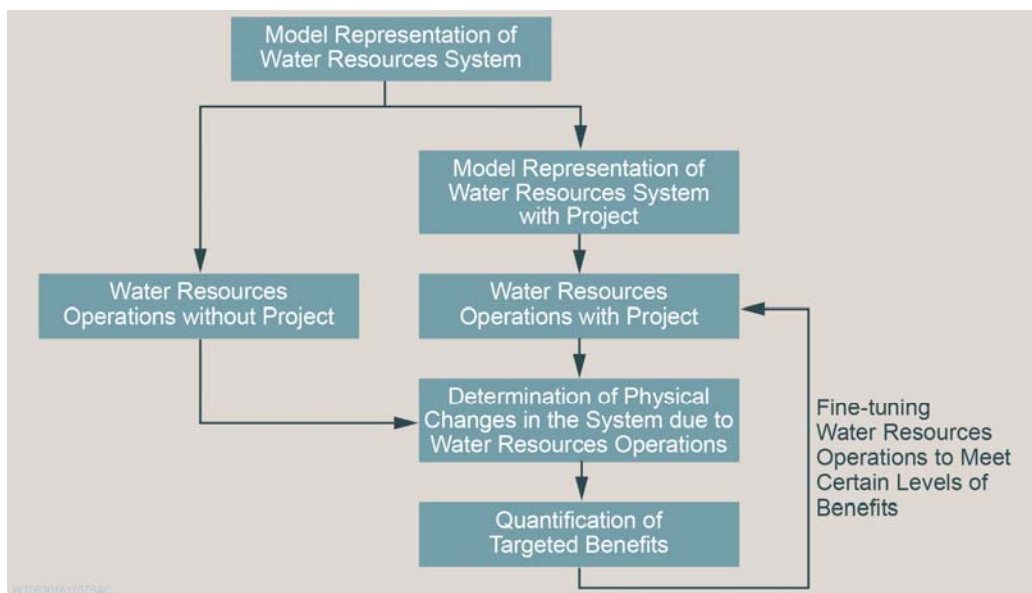 Model Representation of
Water Resources System
Model Representation of
Water Resources System
with Project
Water Resources
Operations without Project
Water Resources
Operations with Project
Determination of Physical
Changes in the System due to
Water Resources Operations
Fine-tuning
Water Resources
Operations to Meet
Certain Levels of
Benefits
Quantification of
Targeted Benefits